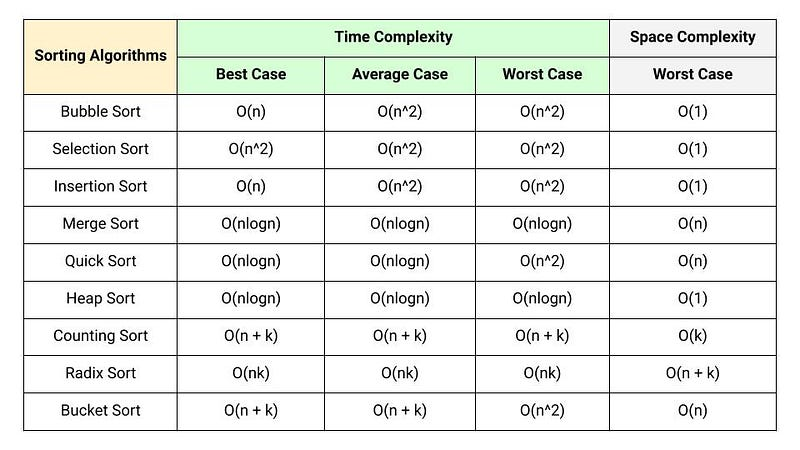 Sorting Algorithms Time Complexity Space Complexity
Best Case Average Case Worst Case Worst Case
Bubble Sort O(n) O(n^2) O(n^2) O(1)
Selection Sort O(n^2) O(n^2) O(n^2) O(1)
Insertion Sort O(n) O(n^2) O(n^2) O(1)
Merge Sort O(nlogn) O(nlogn) O(nlogn) O(n)
Quick Sort O(nlogn) O(nlogn) O(n^2) O(n)
Heap Sort O(nlogn) O(nlogn) O(nlogn) O(1)
Counting Sort O(n + k) O(n + k) O(n + k) O(k)
Radix Sort O(nk) O(nk) O(nk) O(n + k)
Bucket Sort O(n + k) O(n + k) O(n^2) O(n)